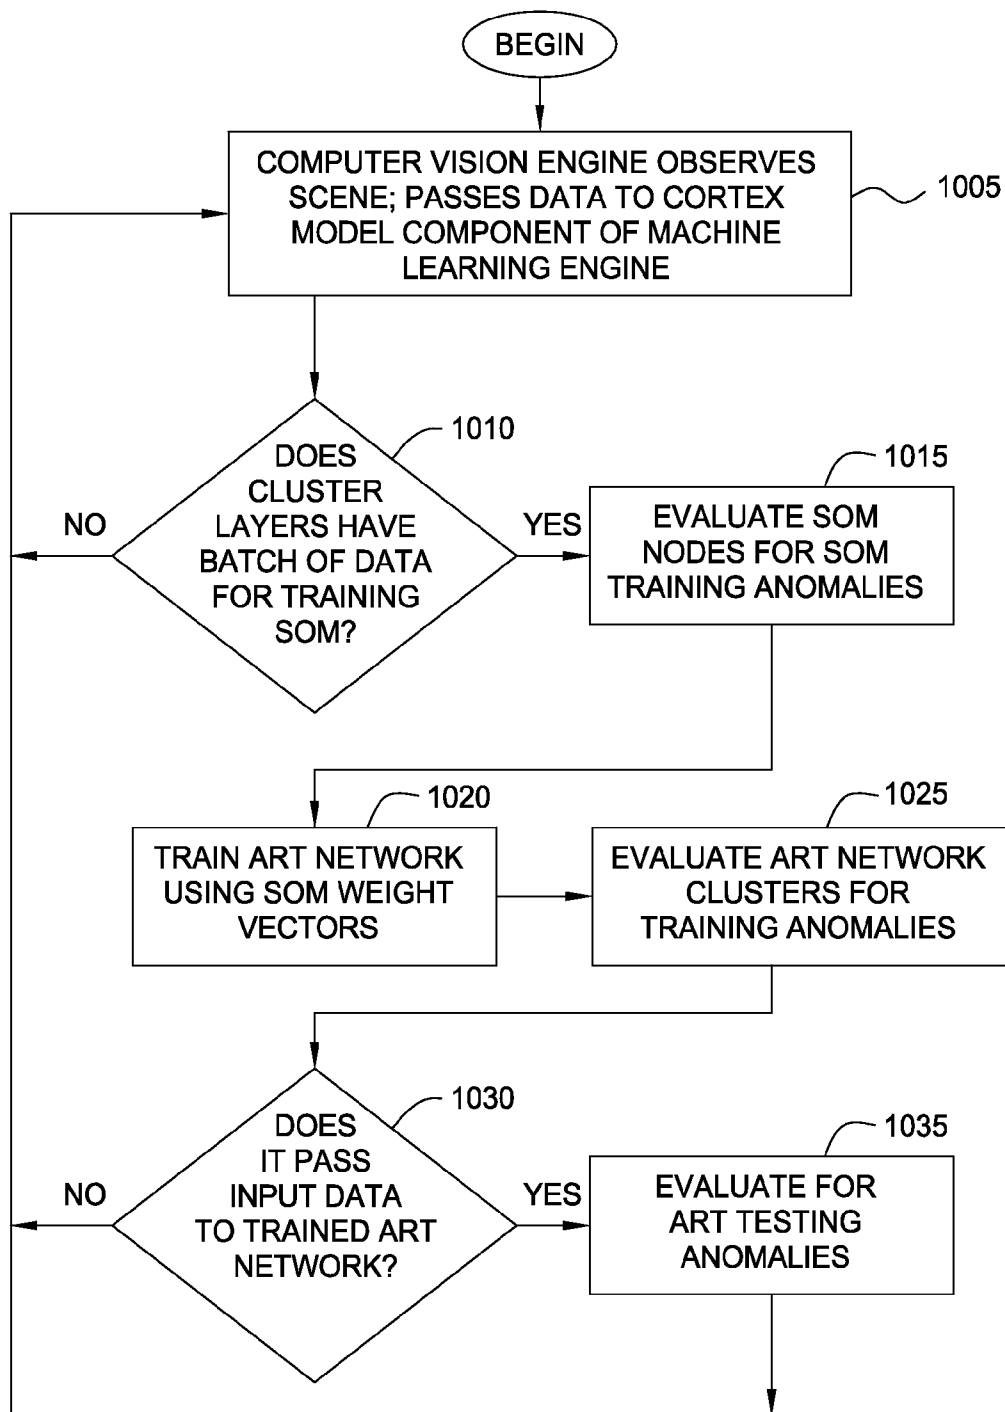 BEGIN
COMPUTER VISION ENGINE OBSERVES
SCENE; PASSES DATA TO CORTEX
MODEL COMPONENT OF MACHINE
LEARNING ENGINE
1005
DOES
CLUSTER
LAYERS HAVE
BATCH OF DATA
FOR TRAINING
SOM?
1010
NO
YES
EVALUATE SOM
NODES FOR SOM
TRAINING ANOMALIES
1015
TRAIN ART NETWORK
USING SOM WEIGHT
VECTORS
1020
EVALUATE ART NETWORK
CLUSTERS FOR
TRAINING ANOMALIES
1025
DOES
IT PASS
INPUT DATA
TO TRAINED ART
NETWORK?
1030
NO
YES
EVALUATE FOR
ART TESTING
ANOMALIES
1035